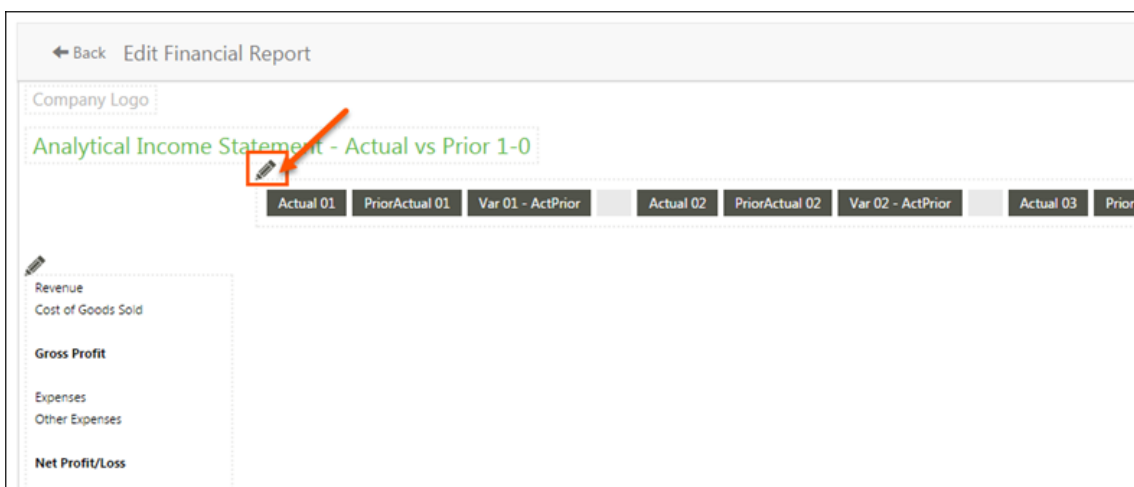 Back Edit Financial Report
Company Logo
Analytical Income Statement - Actual vs Prior 1-0
Actual 01 PriorActual 01 Var 01 - ActPrior Actual 02 PriorActual 02 Var 02 - ActPrior Actual 03 Prior
Revenue
Cost of Goods Sold
Gross Profit
Expenses
Other Expenses
Net Profit/Loss